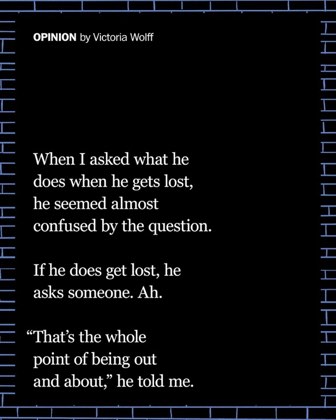 OPINION by Victoria Wolff
When I asked what he
does when he gets lost,
he seemed almost
confused by the question.
If he does get lost, he
asks someone. Ah.
“That’s the whole
point of being out
and about,” he told me.